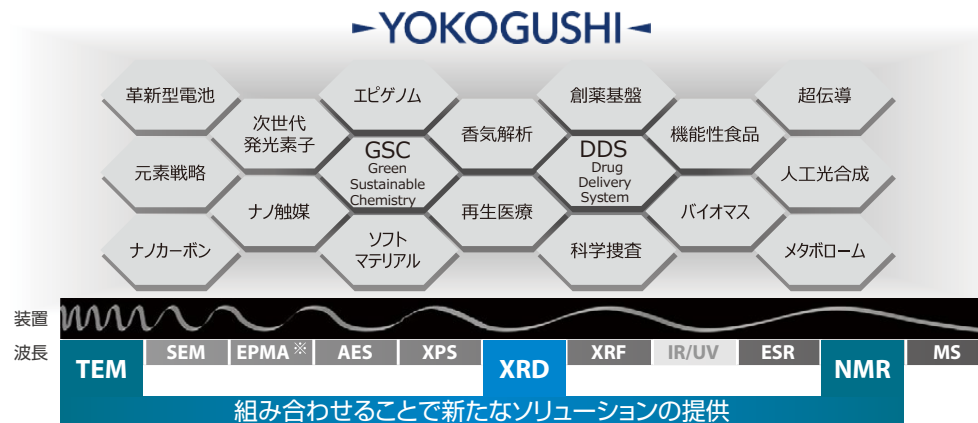 YOKOGUSHI
革新型電池
エピゲノム
創薬基盤
超伝導
次世代
発光素子
香気解析
機能性食品
元素戦略
GSC
Green
Sustainable
Chemistry
DDS
Drug
Delivery
System
人工光合成
ナノ触媒
再生医療
バイオマス
ナノカーボン
ソフト
マテリアル
科学捜査
メタボローム
装置
波長
TEM
SEM
EPMA※
AES
XPS
XRD
XRF
IR/UV
ESR
NMR
MS
組み合わせることで新たなソリューションの提供